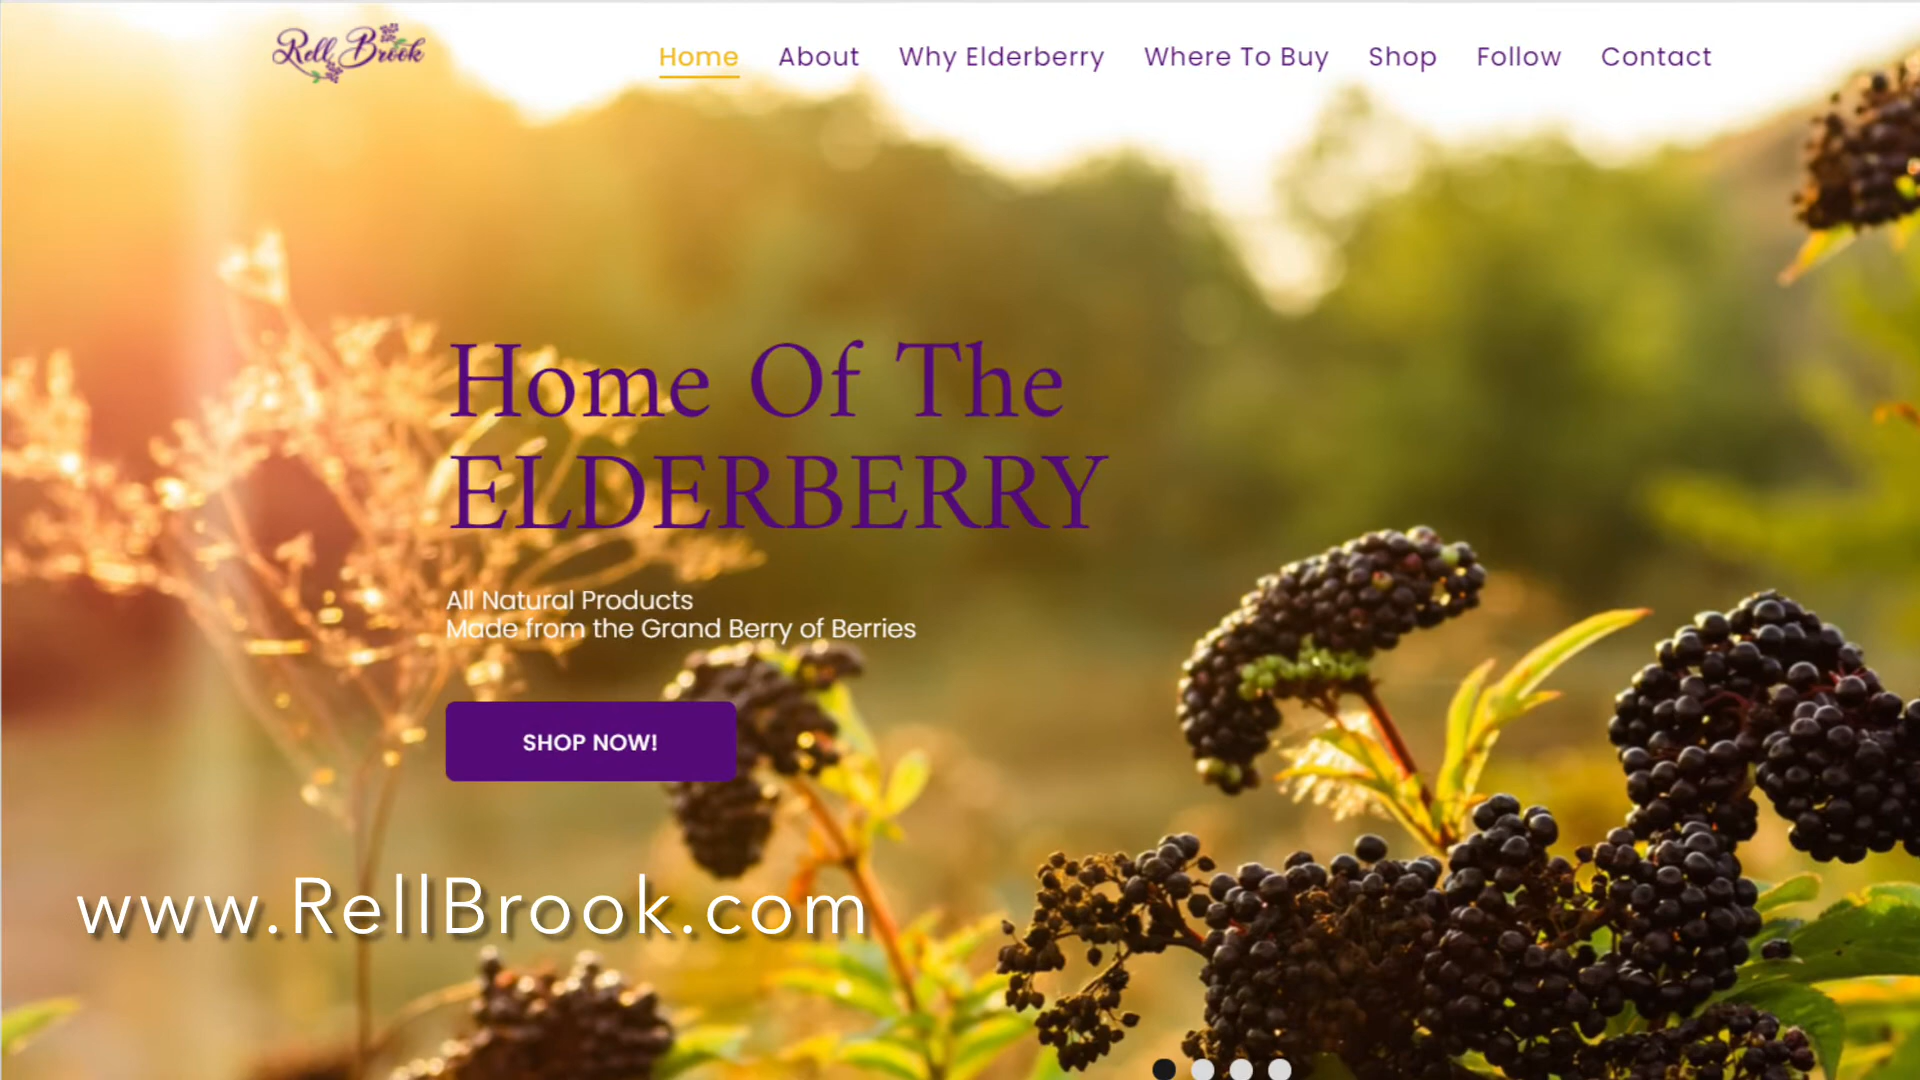 Rell Brook
Home About Why Elderberry Where To Buy Shop Follow Contact
Home Of The
ELDERBERRY
All Natural Products
Made from the Grand Berry of Berries
SHOP NOW!
www.RellBrook.com